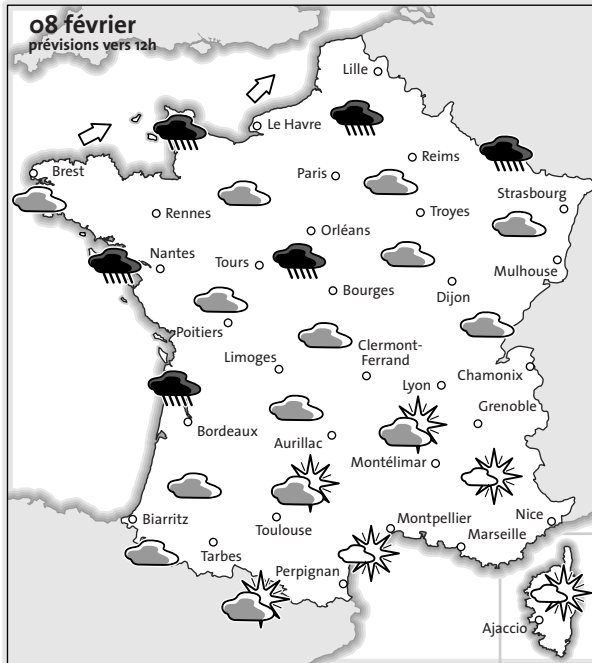 08 février
prévisions vers 12h
Lille
Le Havre
Reims
Brest
Paris
Strasbourg
Rennes
Troyes
Orléans
Nantes
Tours
Mulhouse
Bourges
Dijon
Poitiers
Clermont-
Ferrand
Limoges
Chamonix
Lyon
Grenoble
Bordeaux
Aurillac
Montélimar
Biarritz
Toulouse
Montpellier
Nice
Marseille
Tarbes
Perpignan
Ajaccio